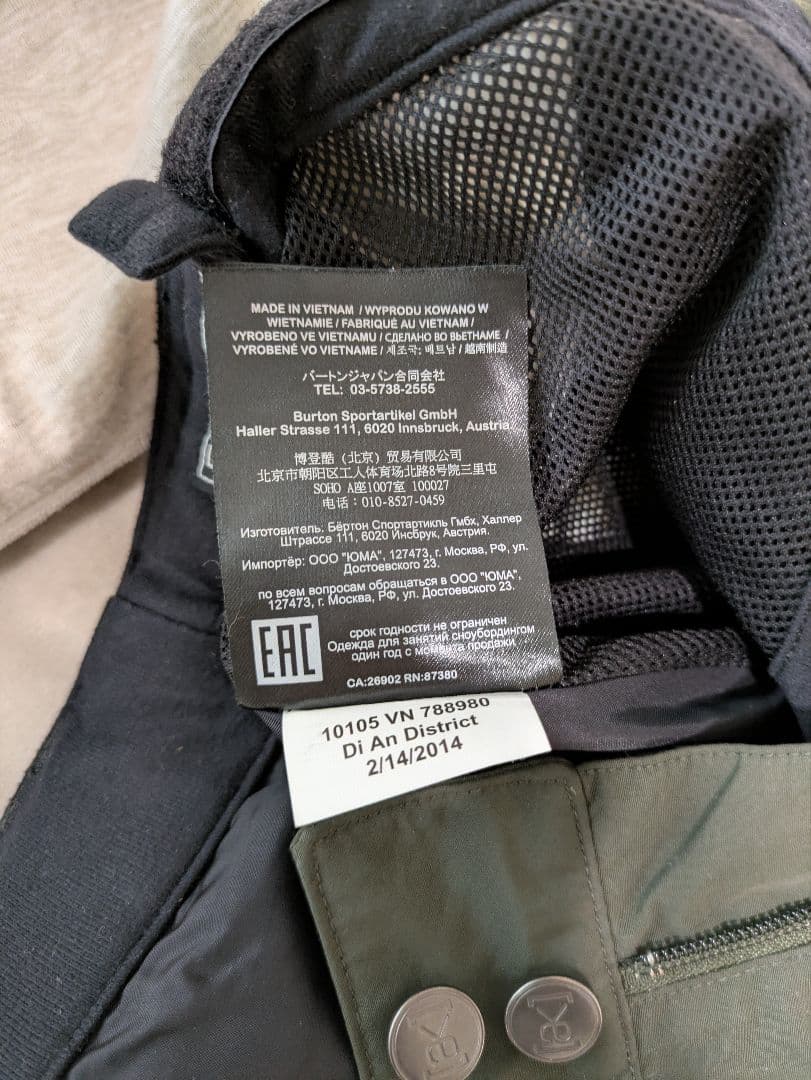 MADE IN VIETNAM / WYPRODU KOWANO W
WIETNAMIE / FABRIQUÉ AU VIETNAM /
VYROBENO VE VIETNAMU / СДЕЛАНО ВО ВЬЕТНАМЕ /
VYROBENÉ VO VIETNAME / 제조국: 베트남 / 越南制造
バートンジャパン合同会社
TEL: 03-5738-2555
Burton Sportartikel GmbH
Haller Strasse 111, 6020 Innsbruck, Austria
博登酷（北京）贸易有限公司
北京市朝阳区工人体育场北路8号院三里屯
SOHO A座1007室 100027
电话：010-8527-0459
Изготовитель: Бёртон Спортартикль Гмбх, Халлер
Штрассе 111, 6020 Инсбрук, Австрия.
Импортёр: ООО "ЮМА", 127473, г. Москва, РФ, ул.
Достоевского 23.
по всем вопросам обращаться в ООО "ЮМА",
127473, г. Москва, РФ, ул. Достоевского 23.
EAC
срок годности не ограничен
Одежда для занятий сноубордингом
один год с момента продажи
CA:26902 RN:87380
10105 VN 788980
Di An District
2/14/2014